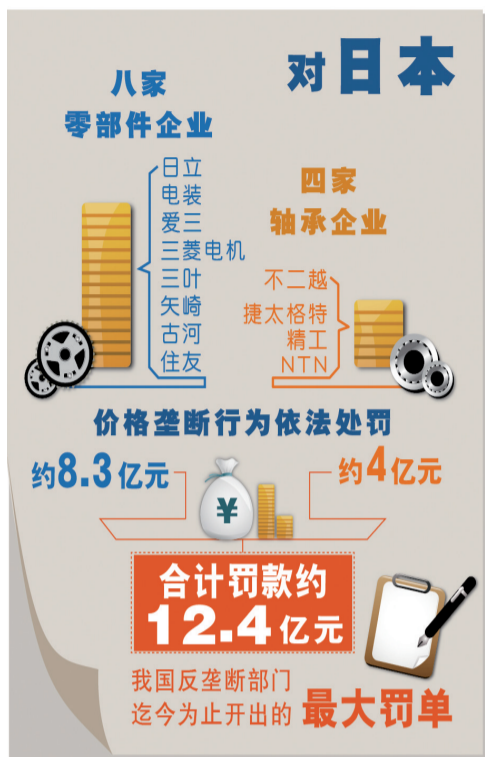 对日本
八家
零部件企业
日立
电装
爱三
三菱电机
三叶
矢崎
古河
住友
四家
轴承企业
不二越
捷太格特
精工
NTN
价格垄断行为依法处罚
约8.3亿元
约4亿元
¥
合计罚款约
12.4亿元
我国反垄断部门
迄今为止开出的 最大罚单